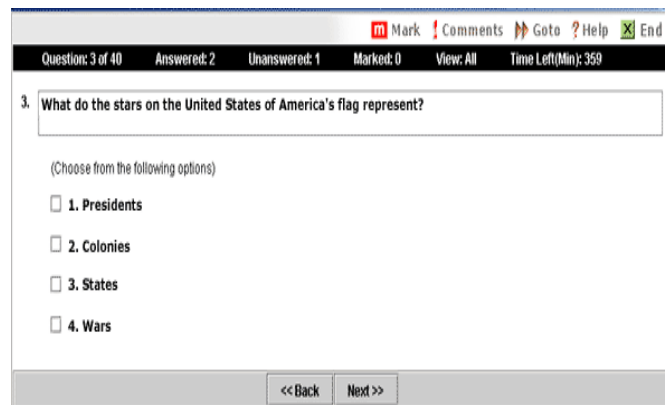 m Mark ! Comments Goto ? Help X End
Question: 3 of 40 Answered: 2 Unanswered: 1 Marked: 0 View: All Time Left(Min): 359
3. What do the stars on the United States of America's flag represent?
(Choose from the following options)
1. Presidents
2. Colonies
3. States
4. Wars
<< Back Next >>